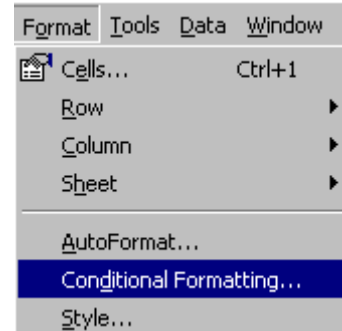 Format Tools Data Window
Cells... Ctrl+1
Row
Column
Sheet
AutoFormat...
Conditional Formatting...
Style...